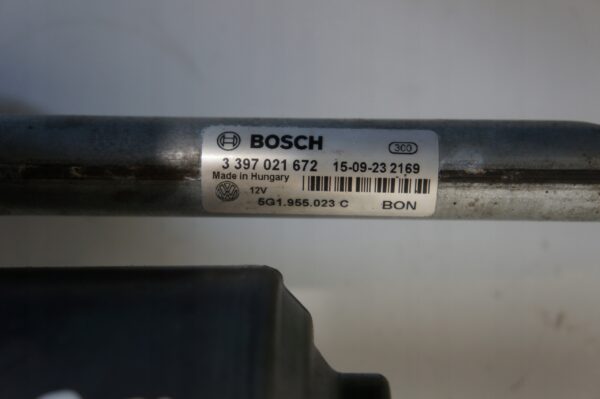 BOSCH 300
3 397 021 672 15-09-23 2169
Made in Hungary
12V
5G1.955.023 C BON